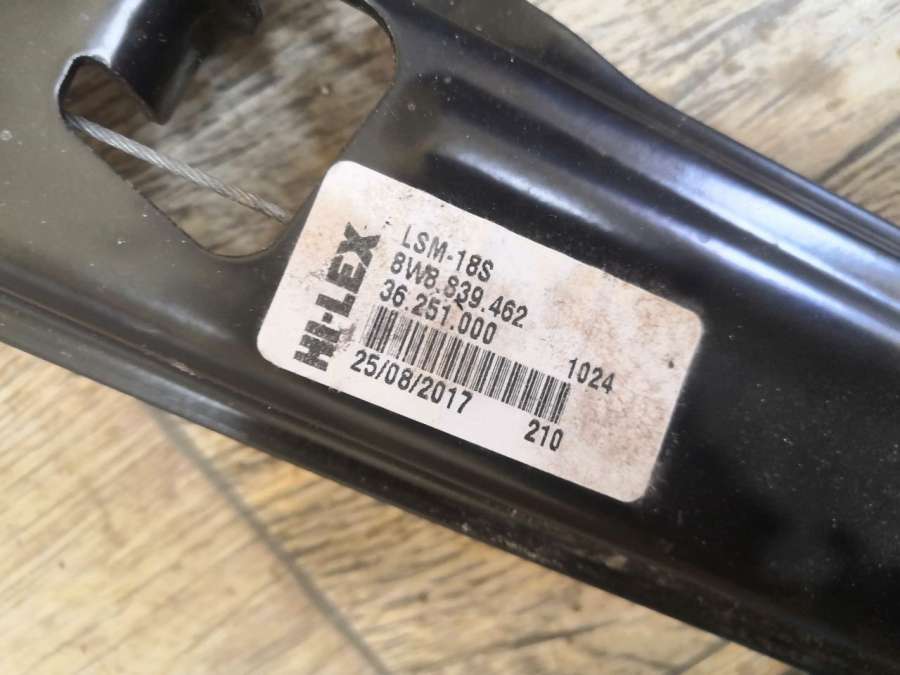 HI-LEX
LSM-18S
8W8.839.462
36.251.000
1024
25/08/2017
210